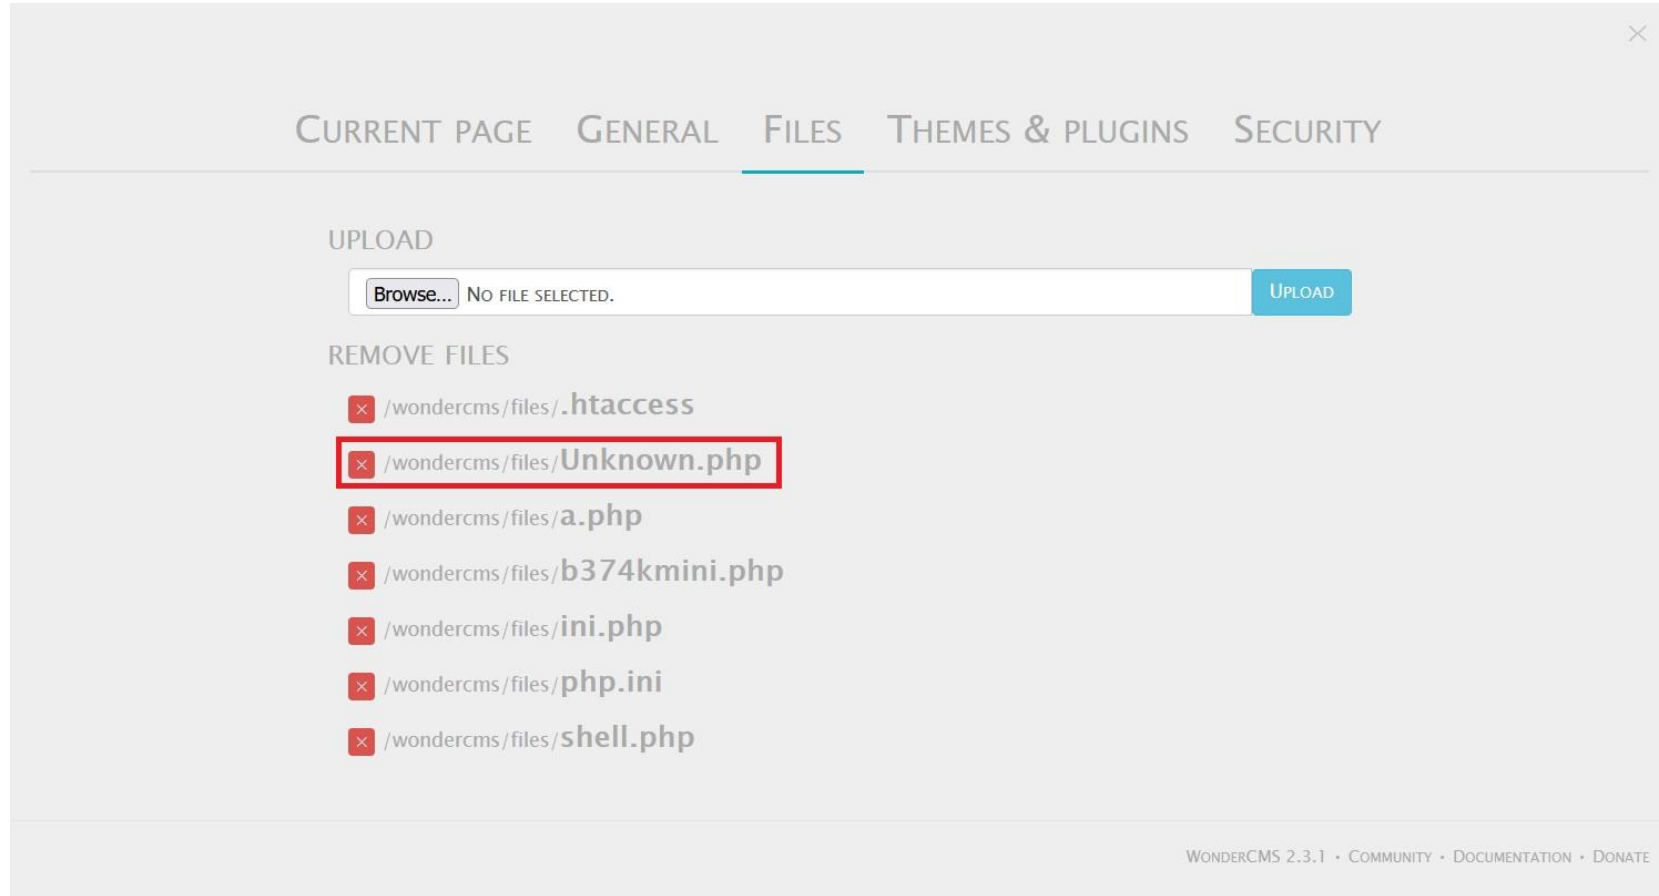 ×
CURRENT PAGE GENERAL FILES THEMES & PLUGINS SECURITY
UPLOAD
Browse... NO FILE SELECTED. UPLOAD
REMOVE FILES
× /wondercms/files/.htaccess
× /wondercms/files/Unknown.php
× /wondercms/files/a.php
× /wondercms/files/b374kmini.php
× /wondercms/files/ini.php
× /wondercms/files/php.ini
× /wondercms/files/shell.php
WONDERCMS 2.3.1 • COMMUNITY • DOCUMENTATION • DONATE